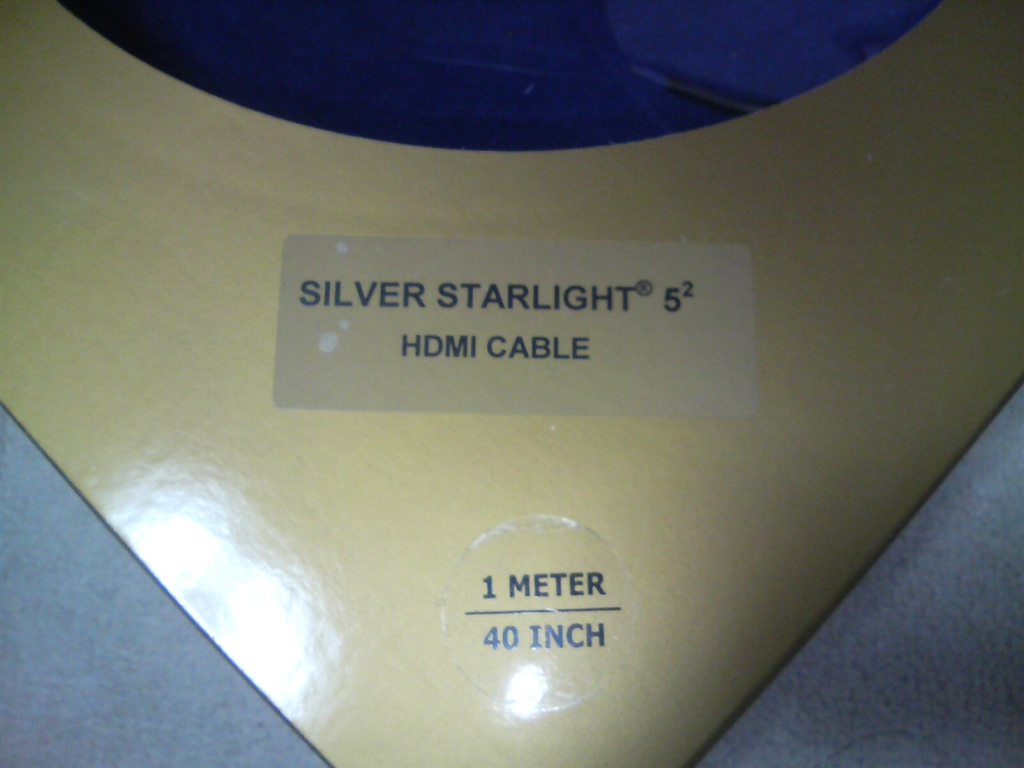 SILVER STARLIGHT® 5²
HDMI CABLE
1 METER
40 INCH